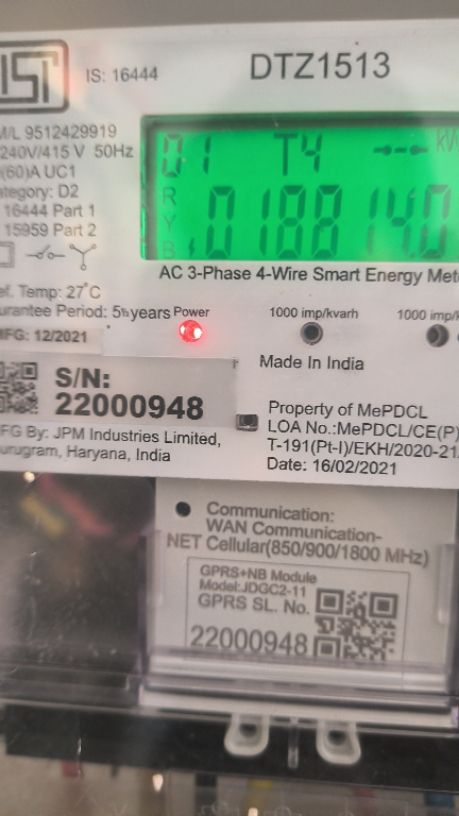 IS: 16444
DTZ1513
M/L 9512429919
240V/415 V 50Hz
(60)A UC1
ategory: D2
16444 Part 1
15959 Part 2
01 T4
R
Y
B
018814.0
AC 3-Phase 4-Wire Smart Energy Mete
ef. Temp: 27°C
uarantee Period: 5½years
Power
1000 imp/kvarh
1000 imp/k
MFG: 12/2021
Made In India
S/N:
22000948
Property of MePDCL
LOA No.:MePDCL/CE(P)
T-191(Pt-I)/EKH/2020-21
Date: 16/02/2021
FG By: JPM Industries Limited,
urugram, Haryana, India
Communication:
WAN Communication-
NET Cellular(850/900/1800 MHz)
GPRS+NB Module
Model:JDGC2-11
GPRS SL. No.
22000948